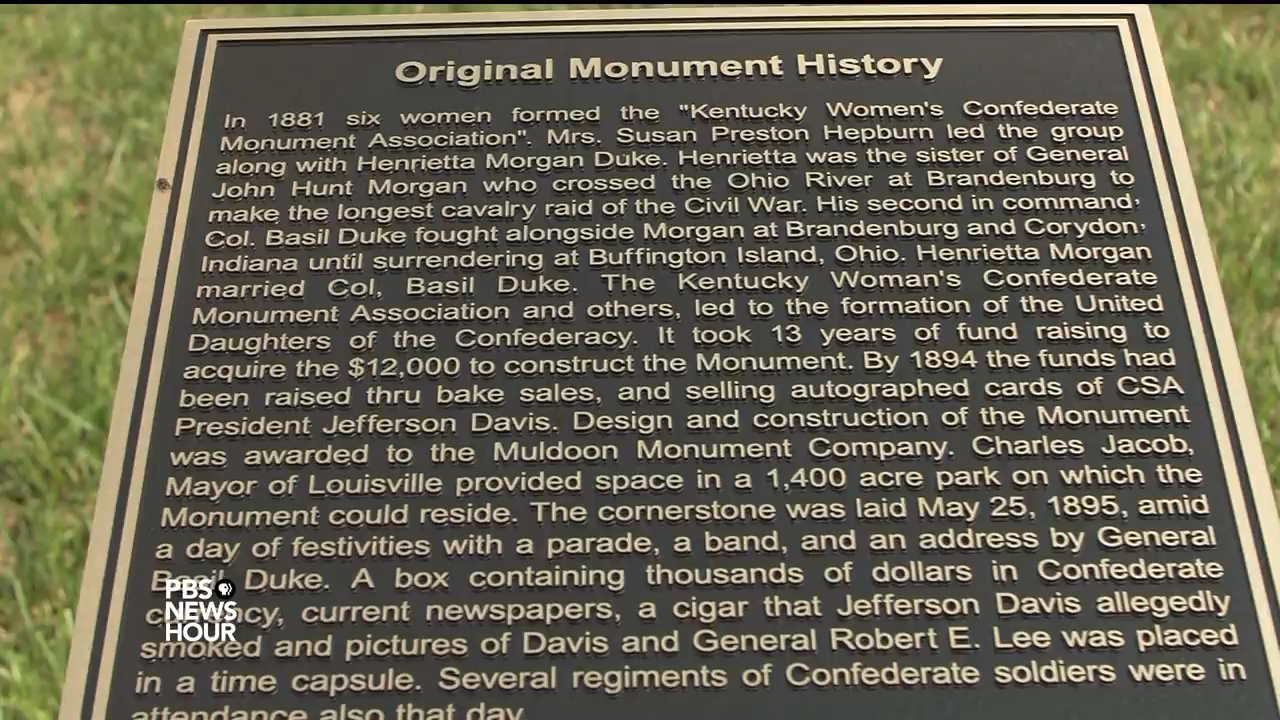 Original Monument History
In 1881 six women formed the "Kentucky Women's Confederate
Monument Association". Mrs. Susan Preston Hepburn led the group
along with Henrietta Morgan Duke. Henrietta was the sister of General
John Hunt Morgan who crossed the Ohio River at Brandenburg to
make the longest cavalry raid of the Civil War. His second in command,
Col. Basil Duke fought alongside Morgan at Brandenburg and Corydon,
Indiana until surrendering at Buffington Island, Ohio. Henrietta Morgan
married Col, Basil Duke. The Kentucky Woman's Confederate
Monument Association and others, led to the formation of the United
Daughters of the Confederacy. It took 13 years of fund raising to
acquire the $12,000 to construct the Monument. By 1894 the funds had
been raised thru bake sales, and selling autographed cards of CSA
President Jefferson Davis. Design and construction of the Monument
was awarded to the Muldoon Monument Company. Charles Jacob,
Mayor of Louisville provided space in a 1,400 acre park on which the
Monument could reside. The cornerstone was laid May 25, 1895, amid
a day of festivities with a parade, a band, and an address by General
Duke. A box containing thousands of dollars in Confederate
current newspapers, a cigar that Jefferson Davis allegedly
smoked and pictures of Davis and General Robert E. Lee was placed
in a time capsule. Several regiments of Confederate soldiers were in
attendance also that day
PBS
NEWS
HOUR